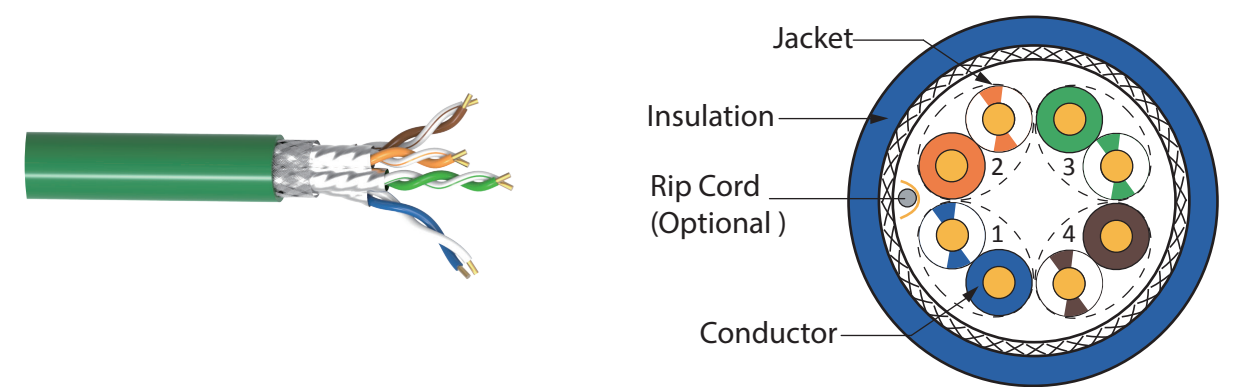 Jacket
Insulation
Rip Cord
(Optional )
Conductor
2
3
1
4